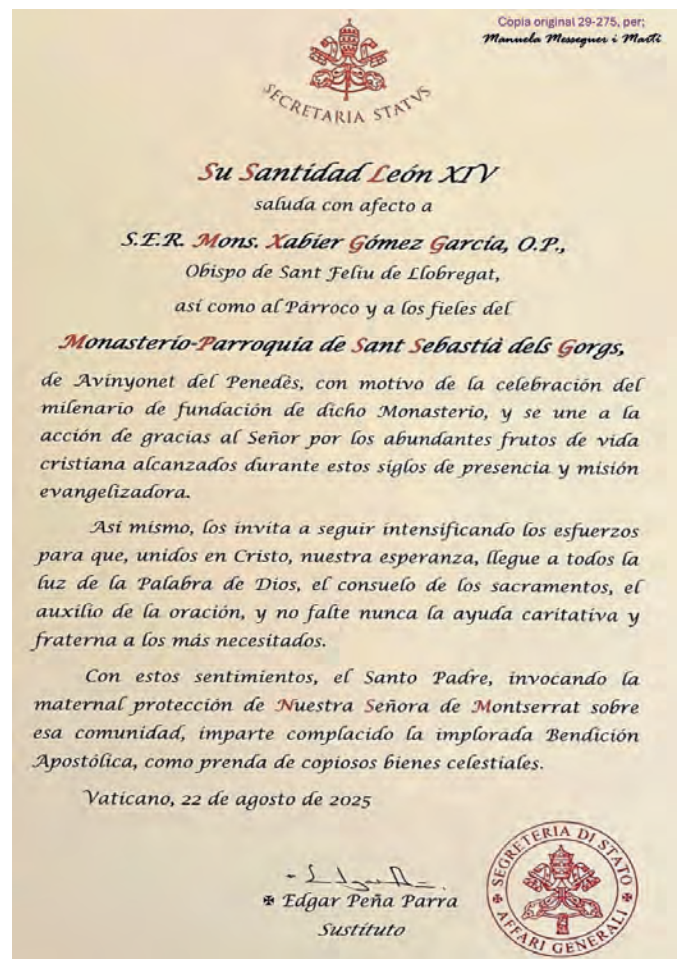 Còpia original 29-275, per;
Manuela Messeguer i Martí
SECRETARIA STATVS
Su Santidad León XIV
saluda con afecto a
S.E.R. Mons. Xabier Gómez García, O.P.,
Obispo de Sant Feliu de Llobregat,
así como al Párroco y a los fieles del
Monasterio-Parroquia de Sant Sebastià dels Gorgs,
de Avinyonet del Penedès, con motivo de la celebración del
milenario de fundación de dicho Monasterio, y se une a la
acción de gracias al Señor por los abundantes frutos de vida
cristiana alcanzados durante estos siglos de presencia y misión
evangelizadora.
Así mismo, los invita a seguir intensificando los esfuerzos
para que, unidos en Cristo, nuestra esperanza, llegue a todos la
luz de la Palabra de Dios, el consuelo de los sacramentos, el
auxilio de la oración, y no falte nunca la ayuda caritativa y
fraterna a los más necesitados.
Con estos sentimientos, el Santo Padre, invocando la
maternal protección de Nuestra Señora de Montserrat sobre
esa comunidad, imparte complacido la implorada Bendición
Apostólica, como prenda de copiosos bienes celestiales.
Vaticano, 22 de agosto de 2025
✠ Edgar Peña Parra
Sustituto
SEGRETERIA DI STATO
✠ AFFARI GENERALI ✠